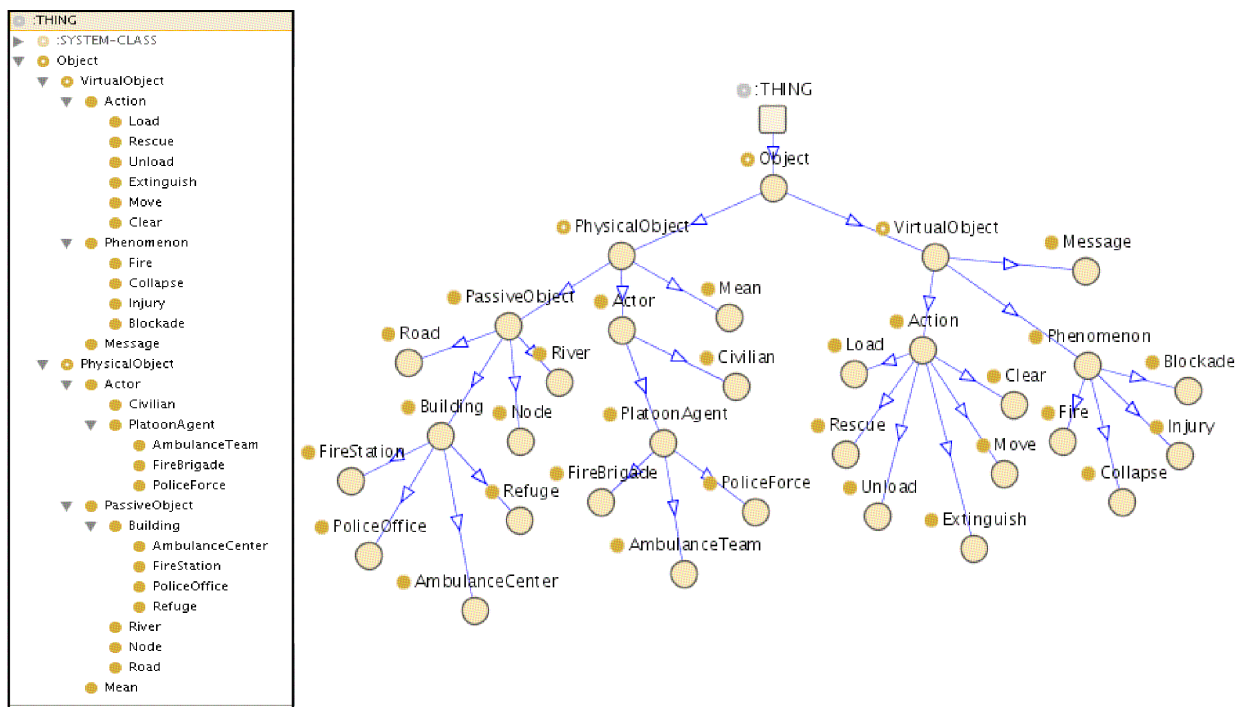 :THING
:SYSTEM-CLASS
Object
VirtualObject
Action
Load
Rescue
Unload
Extinguish
Move
Clear
Phenomenon
Fire
Collapse
Injury
Blockade
Message
PhysicalObject
Actor
Civilian
PlatoonAgent
AmbulanceTeam
FireBrigade
PoliceForce
PassiveObject
Building
AmbulanceCenter
FireStation
PoliceOffice
Refuge
River
Node
Road
Mean
:THING
Object
PhysicalObject
VirtualObject
Message
PassiveObject
Actor
Mean
Action
Phenomenon
Road
River
Civilian
Load
Clear
Blockade
Building
Node
PlatoonAgent
Rescue
Move
Fire
Injury
FireStation
Refuge
FireBrigade
PoliceForce
Unload
Collapse
PoliceOffice
AmbulanceTeam
Extinguish
AmbulanceCenter